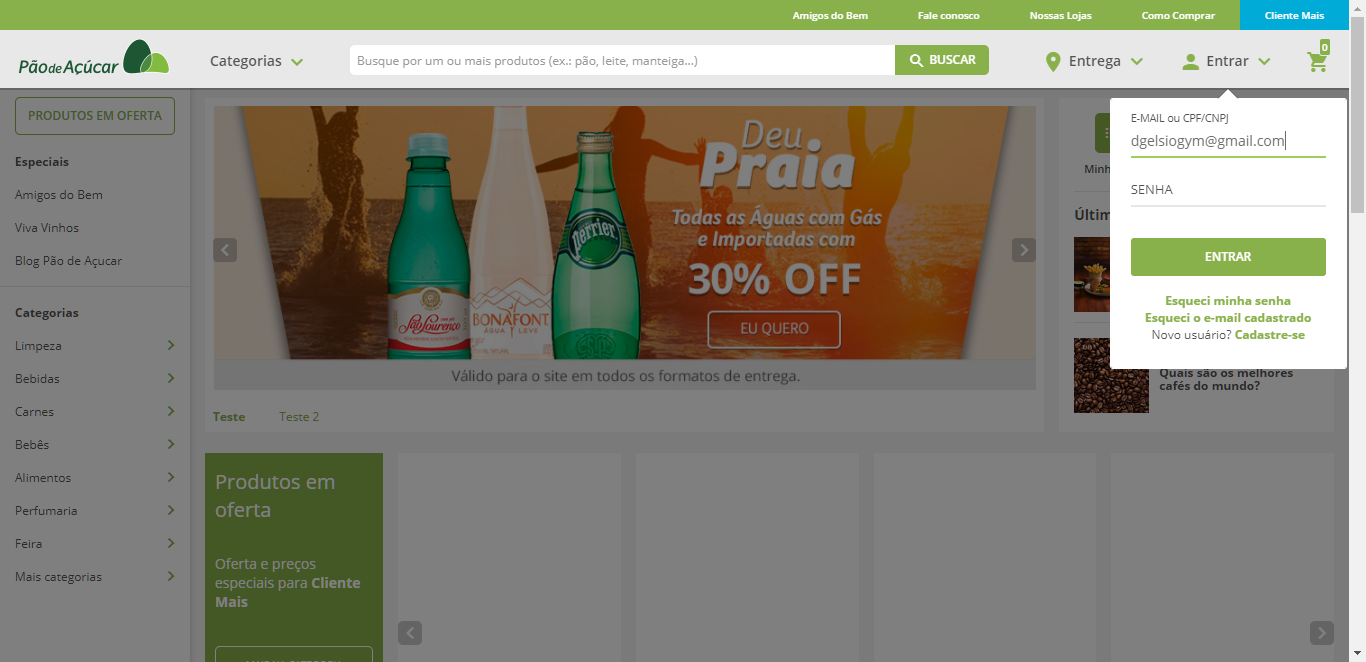 Amigos do Bem
Fale conosco
Nossas Lojas
Como Comprar
Cliente Mais
Pão de Açúcar
Categorias
Busque por um ou mais produtos (ex.: pão, leite, manteiga...)
BUSCAR
Entrega
Entrar
0
PRODUTOS EM OFERTA
Especiais
Amigos do Bem
Viva Vinhos
Blog Pão de Açucar
Categorias
Limpeza
Bebidas
Carnes
Bebês
Alimentos
Perfumaria
Feira
Mais categorias
Deu
Praia
Todas as Águas com Gás
e Importadas com
30% OFF
EU QUERO
São Lourenço
BONAFONT
ÁGUA LEVE
perrier
Válido para o site em todos os formatos de entrega.
Teste
Teste 2
E-MAIL ou CPF/CNPJ
dgelsiogym@gmail.com
SENHA
ENTRAR
Esqueci minha senha
Esqueci o e-mail cadastrado
Novo usuário? Cadastre-se
Minh
Últim
Quais são os melhores
cafés do mundo?
Produtos em
oferta
Oferta e preços
especiais para Cliente
Mais